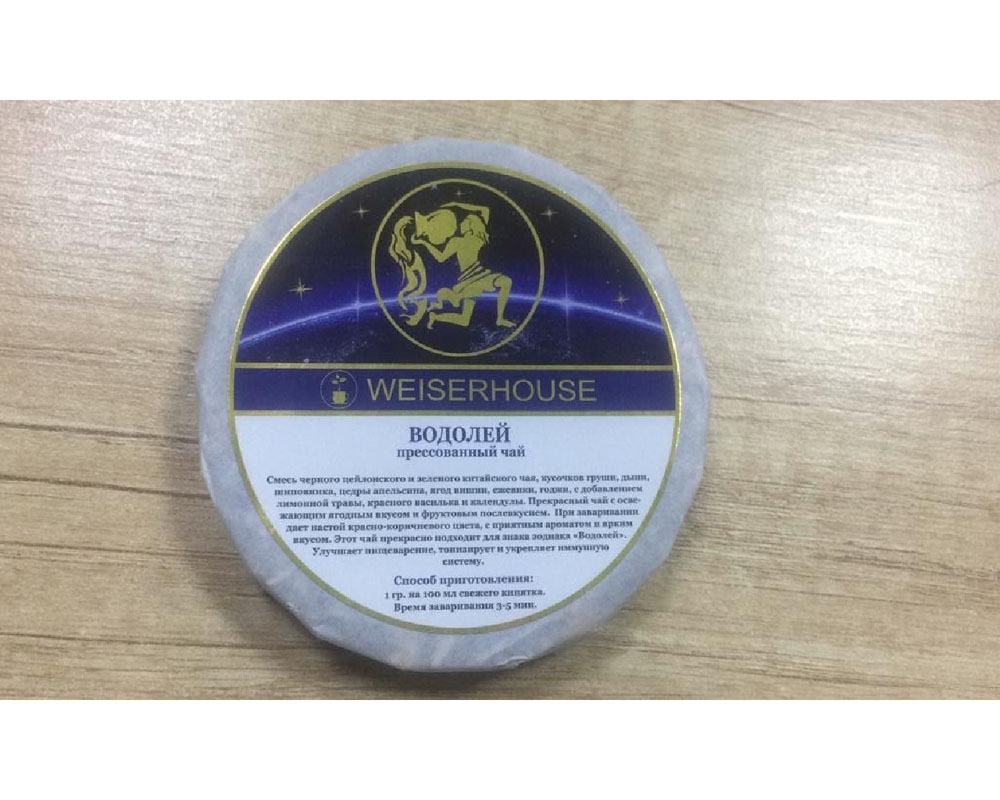 WEISERHOUSE
ВОДОЛЕЙ
прессованный чай
Смесь черного цейлонского и зеленого китайского чая, кусочков груши, дыни,
шиповника, цедры апельсина, ягод вишни, ежевики, годжи, с добавлением
лимонной травы, красного василька и календулы. Прекрасный чай с осве-
жающим ягодным вкусом и фруктовым послевкусием. При заваривании
дает настой красно-коричневого цвета, с приятным ароматом и ярким
вкусом. Этот чай прекрасно подходит для знака зодиака «Водолей».
Улучшает пищеварение, тонизирует и укрепляет иммунную
систему.
Способ приготовления:
1 гр. на 100 мл свежего кипятка.
Время заваривания 3-5 мин.